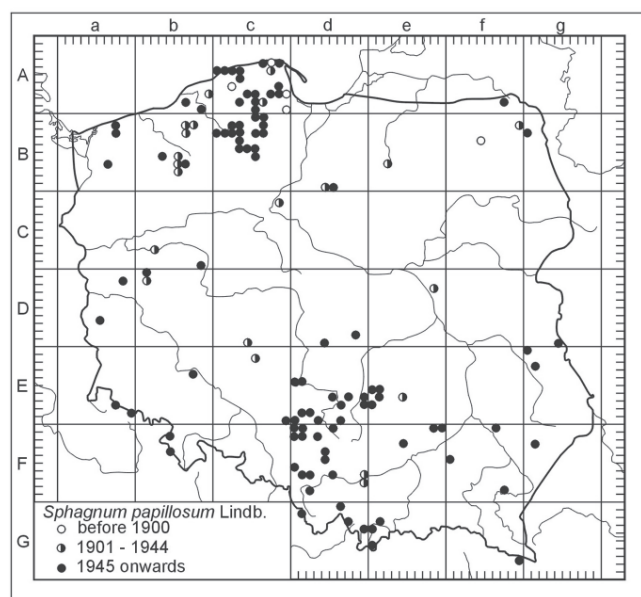 a b c d e f g
A
B
C
D
E
F
G
Sphagnum papillosum Lindb.
before 1900
1901 - 1944
1945 onwards